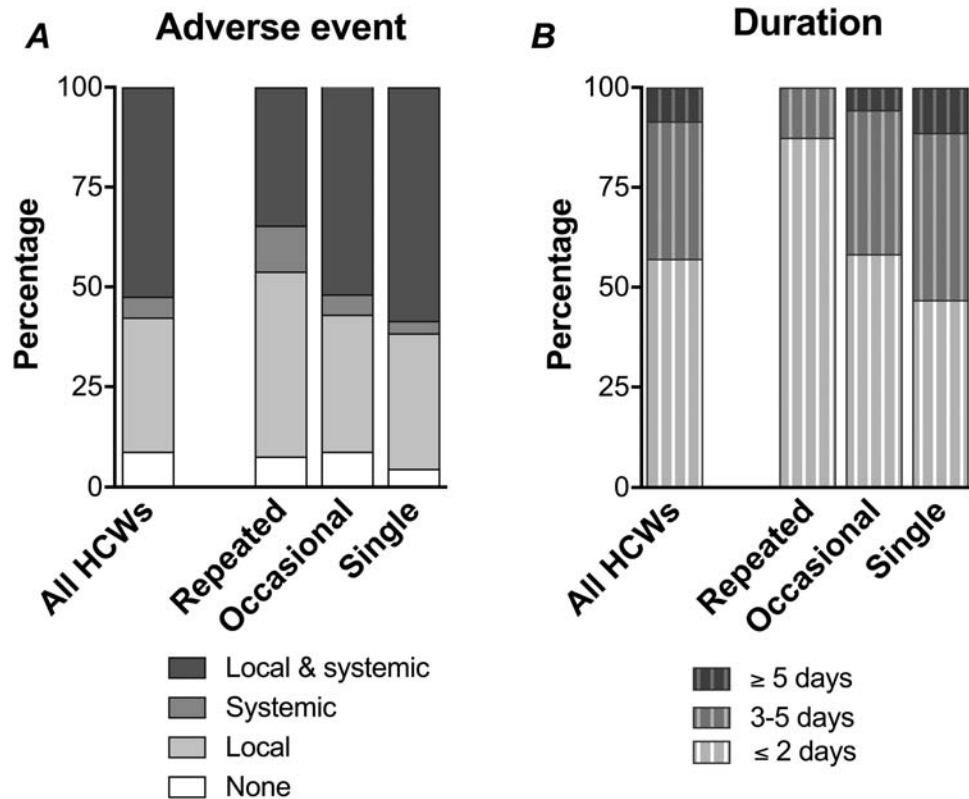 A
Adverse event
Percentage
100
75
50
25
0
All HCWs
Repeated
Occasional
Single
Local & systemic
Systemic
Local
None
B
Duration
Percentage
100
75
50
25
0
All HCWs
Repeated
Occasional
Single
≥ 5 days
3-5 days
≤ 2 days